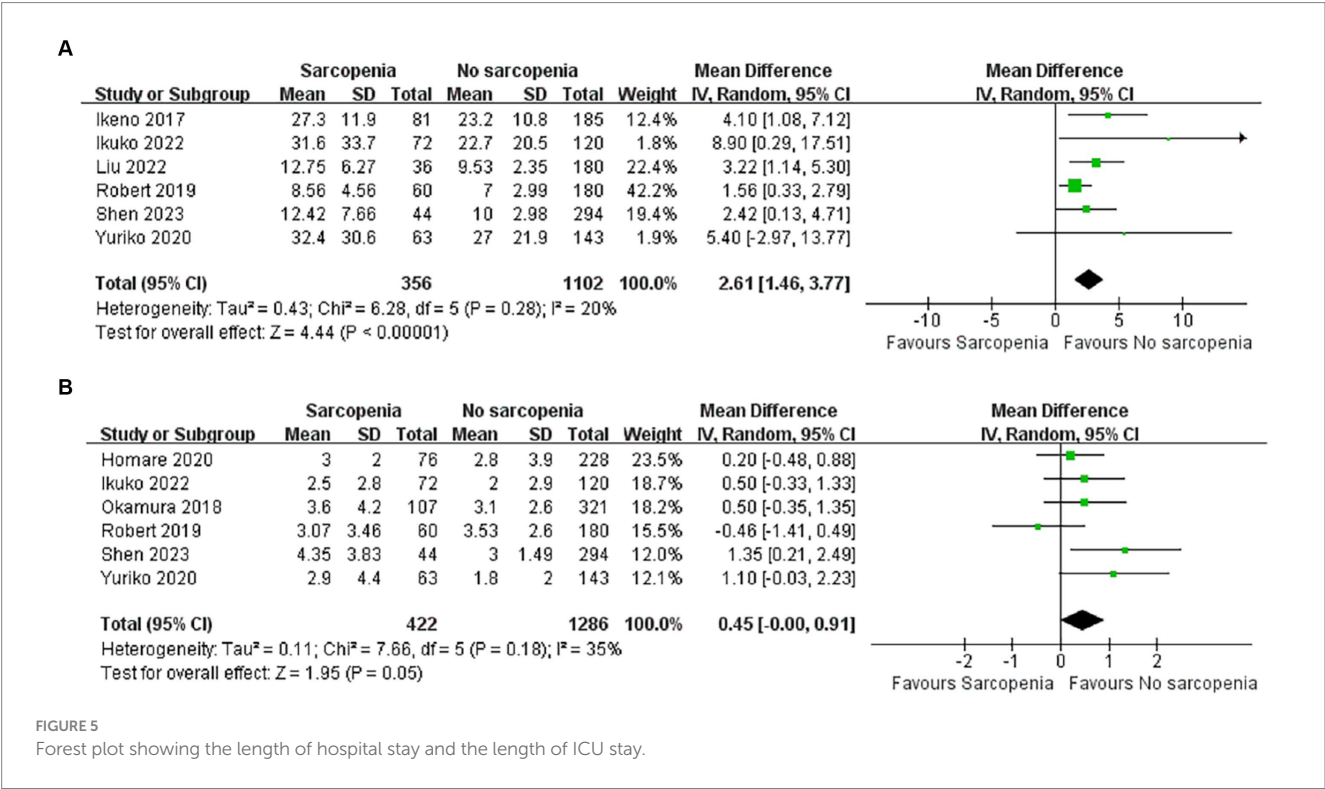 A
Sarcopenia No sarcopenia Mean Difference Mean Difference
Study or Subgroup Mean SD Total Mean SD Total Weight IV, Random, 95% CI IV, Random, 95% CI
Ikeno 2017 27.3 11.9 81 23.2 10.8 185 12.4% 4.10 [1.08, 7.12]
Ikuko 2022 31.6 33.7 72 22.7 20.5 120 1.8% 8.90 [0.29, 17.51]
Liu 2022 12.75 6.27 36 9.53 2.35 180 22.4% 3.22 [1.14, 5.30]
Robert 2019 8.56 4.56 60 7 2.99 180 42.2% 1.56 [0.33, 2.79]
Shen 2023 12.42 7.66 44 10 2.98 294 19.4% 2.42 [0.13, 4.71]
Yuriko 2020 32.4 30.6 63 27 21.9 143 1.9% 5.40 [-2.97, 13.77]
Total (95% CI) 356 1102 100.0% 2.61 [1.46, 3.77]
Heterogeneity: Tau² = 0.43; Chi² = 6.28, df = 5 (P = 0.28); I² = 20%
Test for overall effect: Z = 4.44 (P < 0.00001)
-10 -5 0 5 10
Favours Sarcopenia Favours No sarcopenia
B
Sarcopenia No sarcopenia Mean Difference Mean Difference
Study or Subgroup Mean SD Total Mean SD Total Weight IV, Random, 95% CI IV, Random, 95% CI
Homare 2020 3 2 76 2.8 3.9 228 23.5% 0.20 [-0.48, 0.88]
Ikuko 2022 2.5 2.8 72 2 2.9 120 18.7% 0.50 [-0.33, 1.33]
Okamura 2018 3.6 4.2 107 3.1 2.6 321 18.2% 0.50 [-0.35, 1.35]
Robert 2019 3.07 3.46 60 3.53 2.6 180 15.5% -0.46 [-1.41, 0.49]
Shen 2023 4.35 3.83 44 3 1.49 294 12.0% 1.35 [0.21, 2.49]
Yuriko 2020 2.9 4.4 63 1.8 2 143 12.1% 1.10 [-0.03, 2.23]
Total (95% CI) 422 1286 100.0% 0.45 [-0.00, 0.91]
Heterogeneity: Tau² = 0.11; Chi² = 7.66, df = 5 (P = 0.18); I² = 35%
Test for overall effect: Z = 1.95 (P = 0.05)
-2 -1 0 1 2
Favours Sarcopenia Favours No sarcopenia
FIGURE 5
Forest plot showing the length of hospital stay and the length of ICU stay.